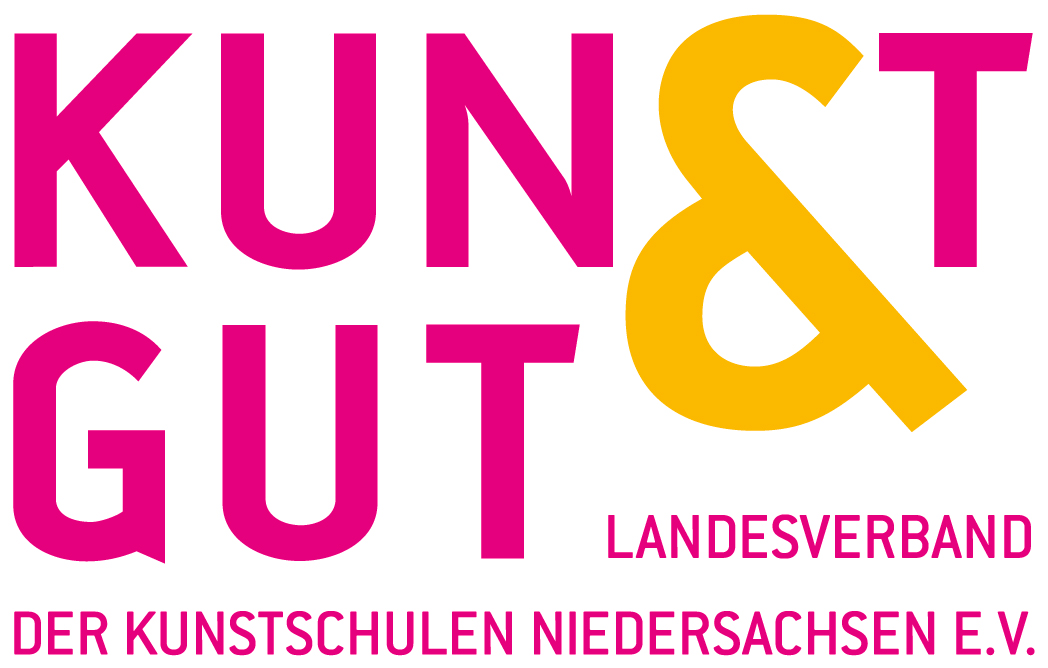 KUN&T
GUT
LANDESVERBAND
DER KUNSTSCHULEN NIEDERSACHSEN E.V.